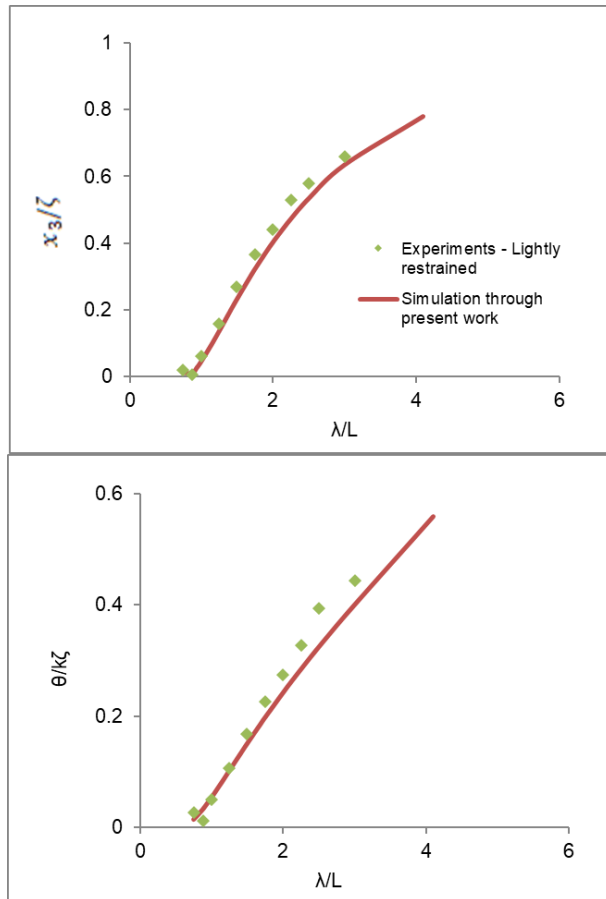 1
0.8
0.6
0.4
0.2
0
x₃/ζ
Experiments - Lightly
restrained
Simulation through
present work
0 2 4 6
λ/L
0.6
0.4
0.2
0
θ/kζ
0 2 4 6
λ/L